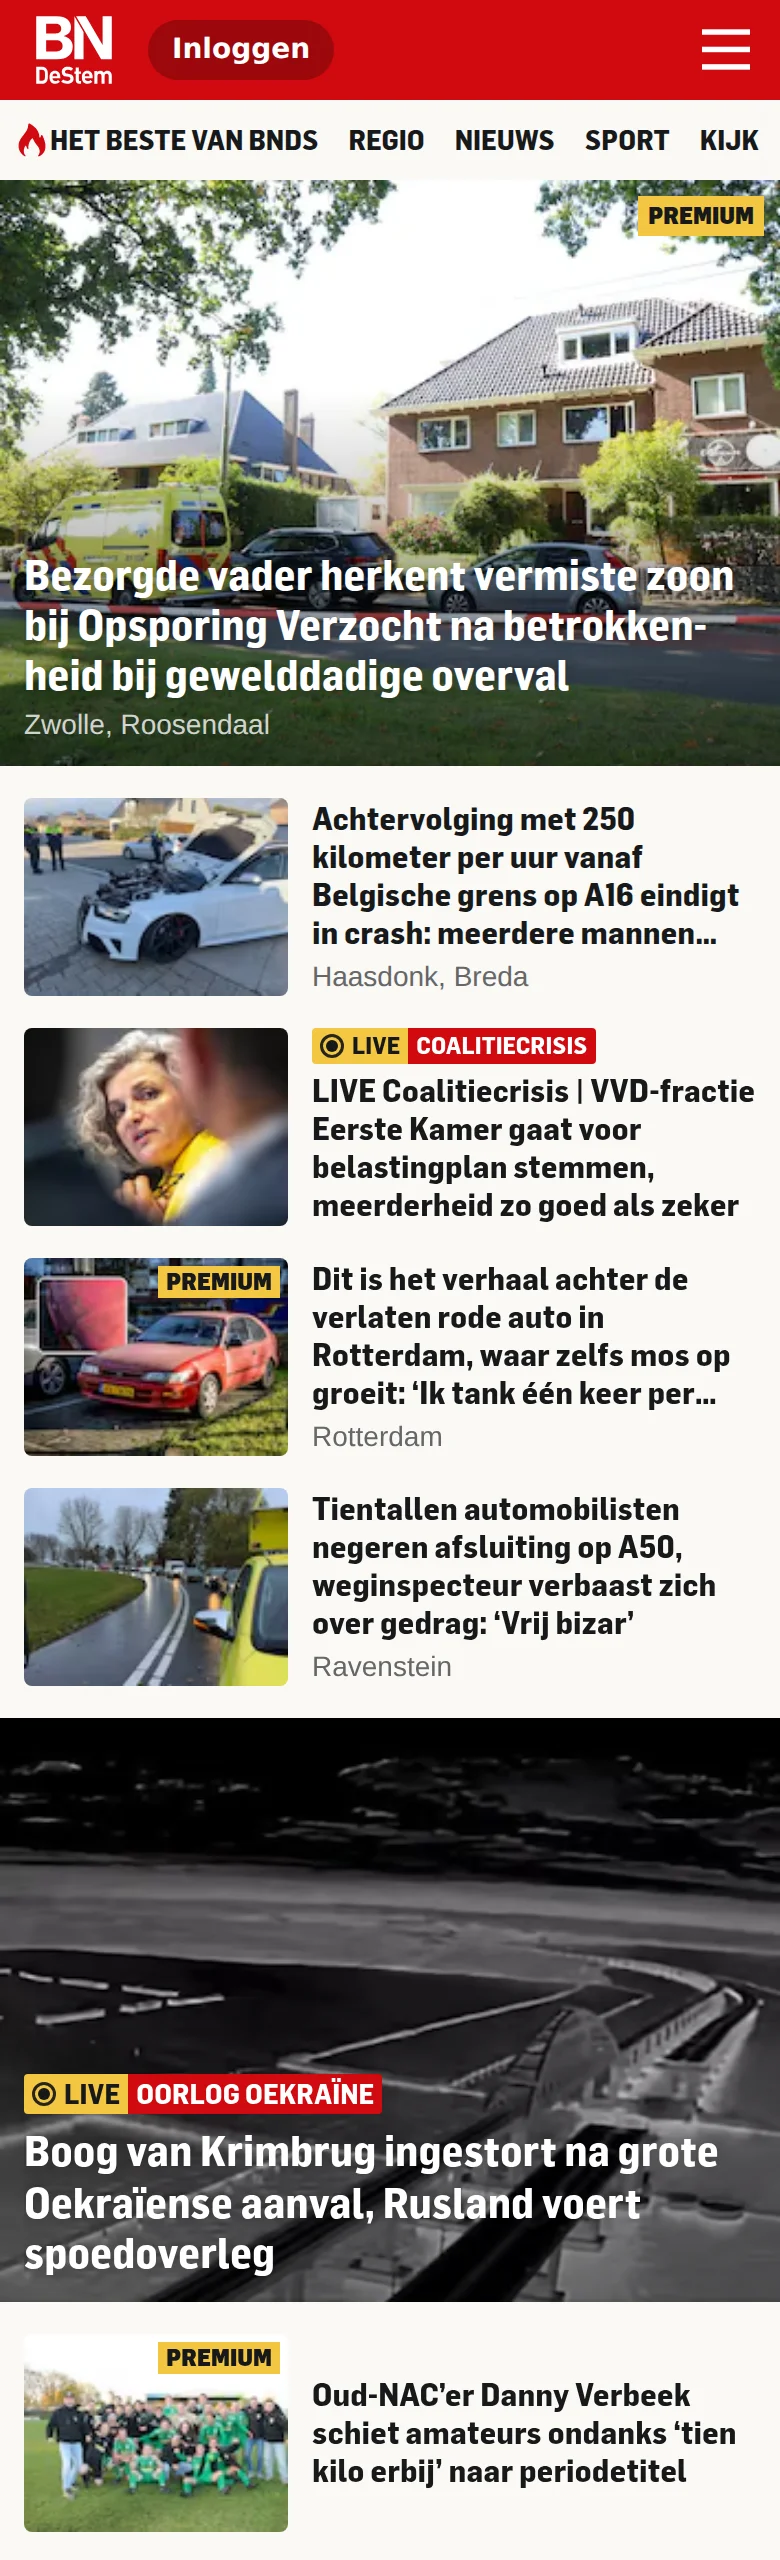 BN
DeStem
Inloggen
HET BESTE VAN BNDS REGIO NIEUWS SPORT KIJK
PREMIUM
Bezorgde vader herkent vermiste zoon
bij Opsporing Verzocht na betrokken-
heid bij gewelddadige overval
Zwolle, Roosendaal
Achtervolging met 250
kilometer per uur vanaf
Belgische grens op A16 eindigt
in crash: meerdere mannen...
Haasdonk, Breda
LIVE COALITIECRISIS
LIVE Coalitiecrisis | VVD-fractie
Eerste Kamer gaat voor
belastingplan stemmen,
meerderheid zo goed als zeker
PREMIUM
Dit is het verhaal achter de
verlaten rode auto in
Rotterdam, waar zelfs mos op
groeit: ‘Ik tank één keer per...
Rotterdam
Tientallen automobilisten
negeren afsluiting op A50,
weginspecteur verbaast zich
over gedrag: ‘Vrij bizar’
Ravenstein
LIVE OORLOG OEKRAÏNE
Boog van Krimbrug ingestort na grote
Oekraïense aanval, Rusland voert
spoedoverleg
PREMIUM
Oud-NAC’er Danny Verbeek
schiet amateurs ondanks ‘tien
kilo erbij’ naar periodetitel